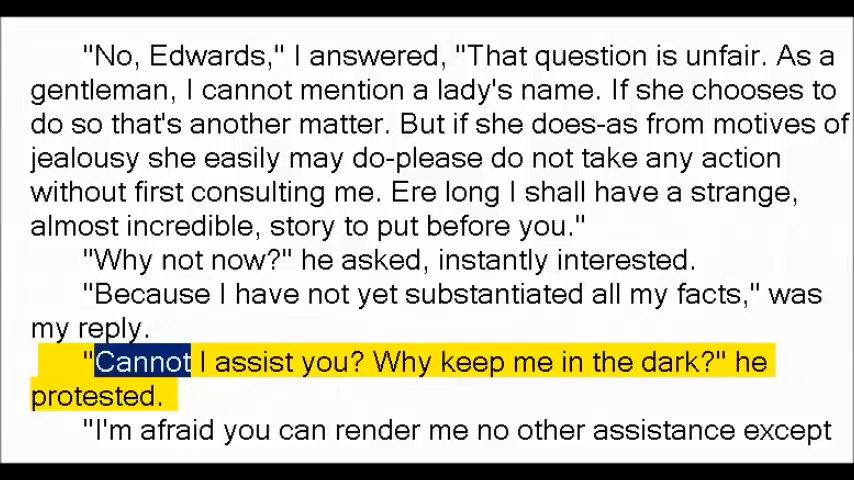 "No, Edwards," I answered, "That question is unfair. As a
gentleman, I cannot mention a lady's name. If she chooses to
do so that's another matter. But if she does-as from motives of
jealousy she easily may do-please do not take any action
without first consulting me. Ere long I shall have a strange,
almost incredible, story to put before you."
"Why not now?" he asked, instantly interested.
"Because I have not yet substantiated all my facts," was
my reply.
"Cannot I assist you? Why keep me in the dark?" he
protested.
"I'm afraid you can render me no other assistance except